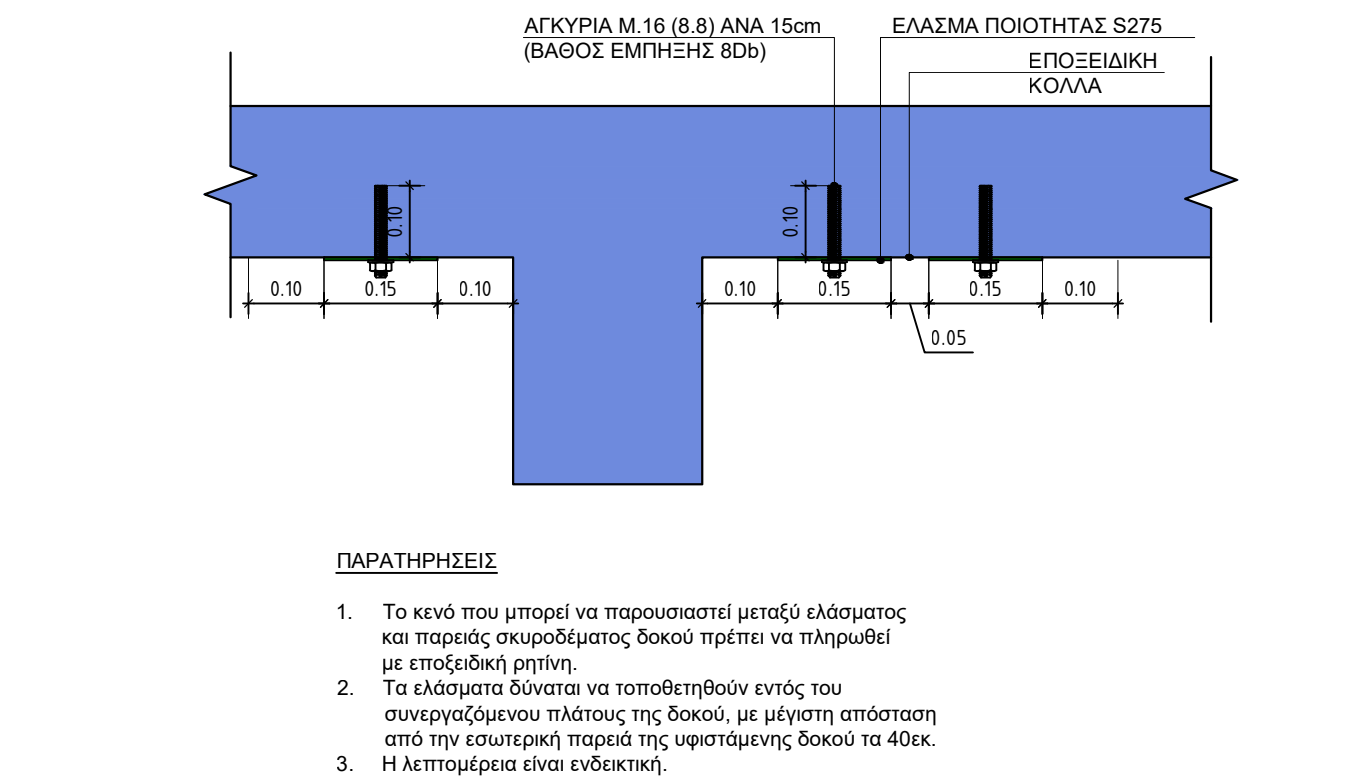 ΑΓΚΥΡΙΑ Μ.16 (8.8) ΑΝΑ 15cm
(ΒΑΘΟΣ ΕΜΠΗΞΗΣ 8Db)
ΕΛΑΣΜΑ ΠΟΙΟΤΗΤΑΣ S275
ΕΠΟΞΕΙΔΙΚΗ
ΚΟΛΛΑ
0.10
0.10
0.10
0.15
0.10
0.10
0.15
0.15
0.10
0.05
ΠΑΡΑΤΗΡΗΣΕΙΣ
1. Το κενό που μπορεί να παρουσιαστεί μεταξύ ελάσματος
και παρειάς σκυροδέματος δοκού πρέπει να πληρωθεί
με εποξειδική ρητίνη.
2. Τα ελάσματα δύναται να τοποθετηθούν εντός του
συνεργαζόμενου πλάτους της δοκού, με μέγιστη απόσταση
από την εσωτερική παρειά της υφιστάμενης δοκού τα 40εκ.
3. Η λεπτομέρεια είναι ενδεικτική.